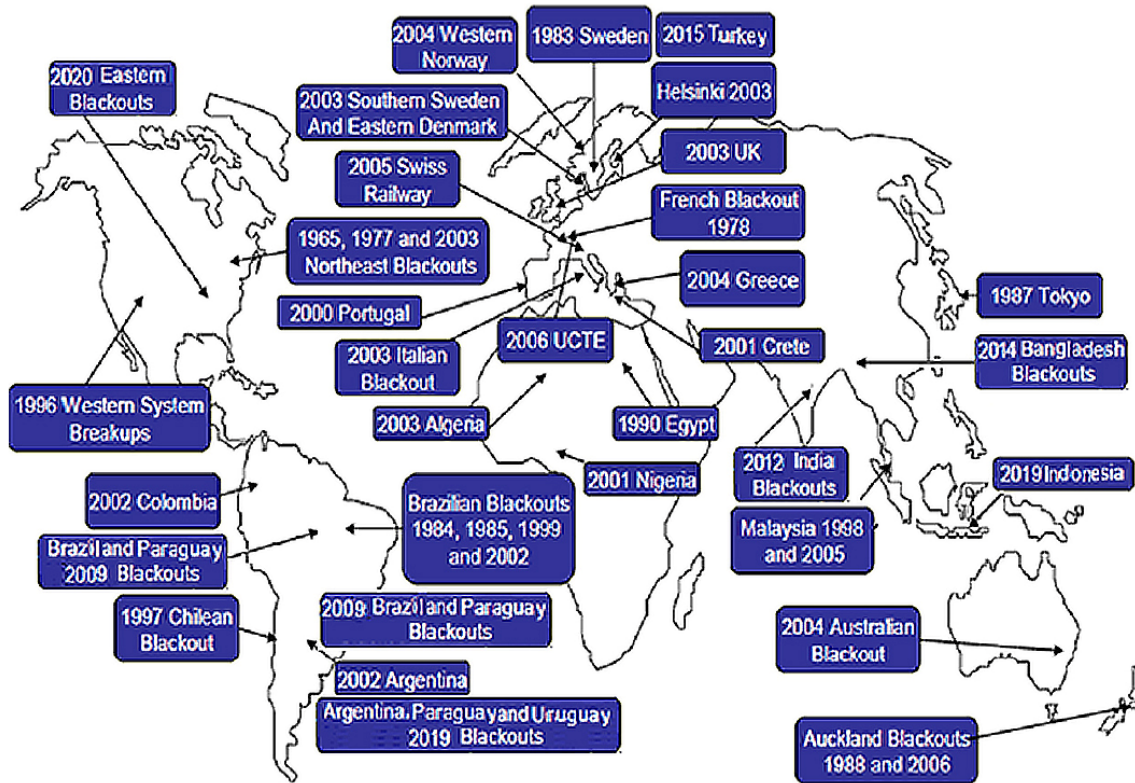 2004 Western
Norway
1983 Sweden
2015 Turkey
2020 Eastern
Blackouts
2003 Southern Sweden
And Eastern Denmark
Helsinki 2003
2003 UK
2005 Swiss
Railway
French Blackout
1978
1965, 1977 and 2003
Northeast Blackouts
2004 Greece
1987 Tokyo
2000 Portugal
2006 UCTE
2001 Crete
2003 Italian
Blackout
2014 Bangladesh
Blackouts
1996 Western System
Breakups
2003 Algeria
1990 Egypt
2001 Nigeria
2012 India
Blackouts
2019 Indonesia
2002 Colombia
Brazilian Blackouts
1984, 1985, 1999
and 2002
Malaysia 1998
and 2005
Brazil and Paraguay
2009 Blackouts
1997 Chilean
Blackout
2009 Brazil and Paraguay
Blackouts
2004 Australian
Blackout
2002 Argentina
Argentina, Paraguay and Uruguay
2019 Blackouts
Auckland Blackouts
1988 and 2006